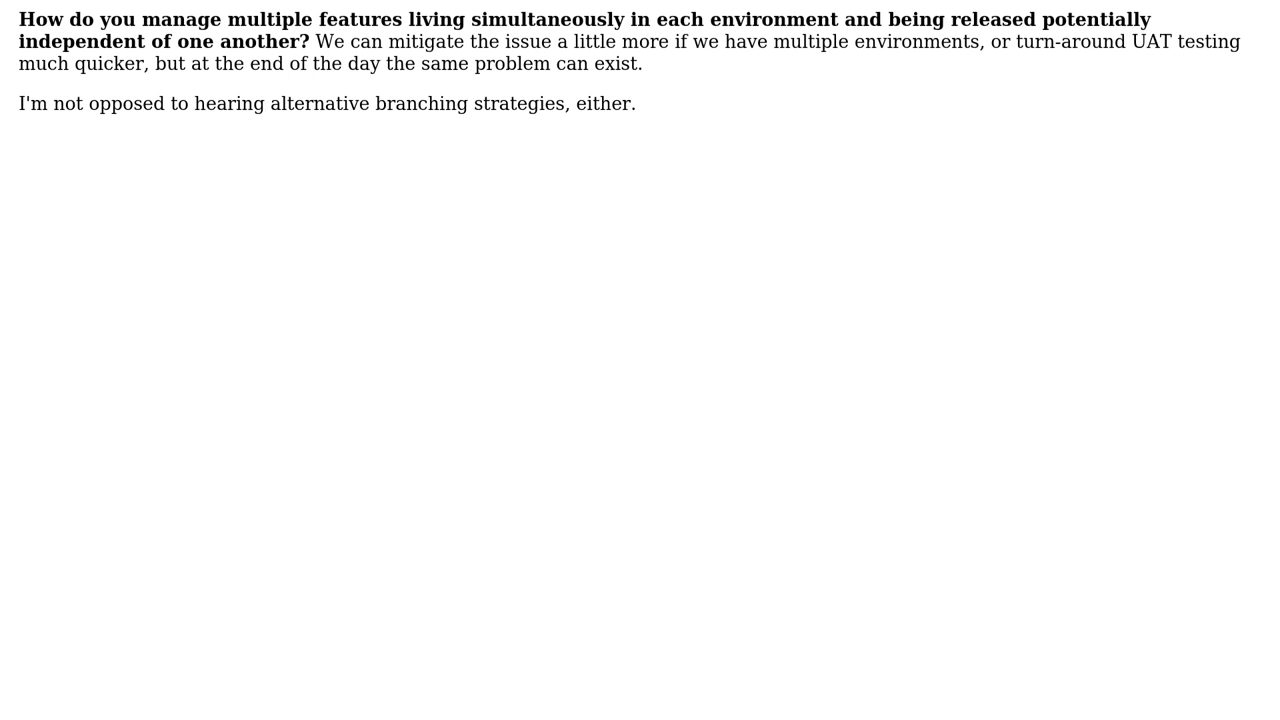 How do you manage multiple features living simultaneously in each environment and being released potentially
independent of one another? We can mitigate the issue a little more if we have multiple environments, or turn-around UAT testing
much quicker, but at the end of the day the same problem can exist.
I'm not opposed to hearing alternative branching strategies, either.